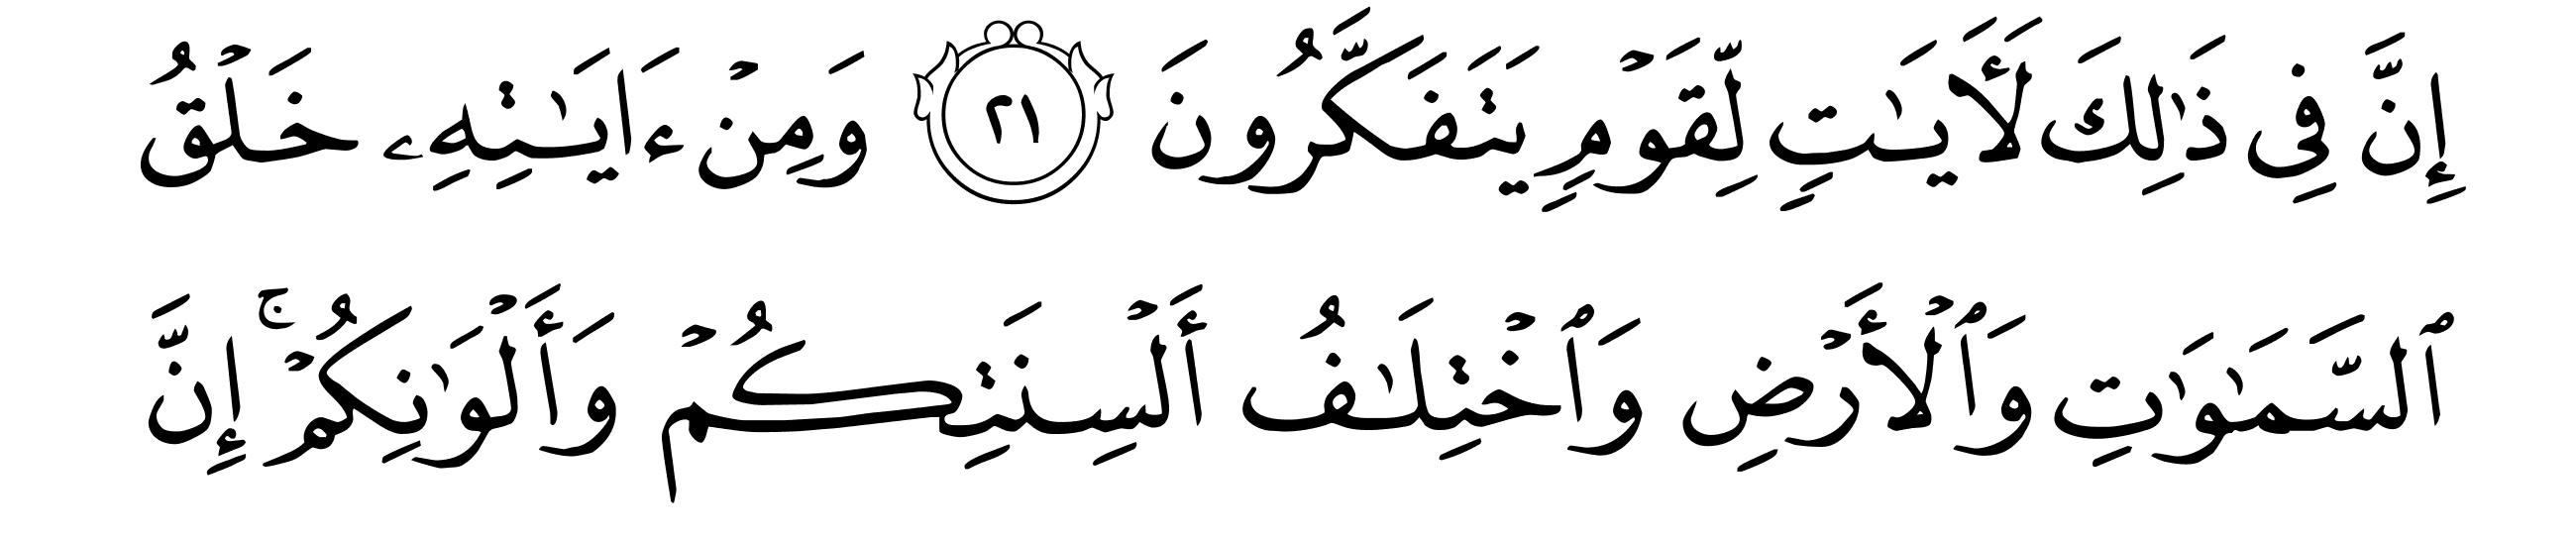 إِنَّ فِى ذَٰلِكَ لَأَيَـٰتٍ لِّقَوْمٍ يَتَفَكَّرُونَ ٢١ وَمِنْ ءَايَـٰتِهِۦ خَلْقُ
ٱلسَّمَـٰوَٰتِ وَٱلْأَرْضِ وَٱخْتِلَـٰفُ أَلْسِنَتِكُمْ وَأَلْوَٰنِكُمْ ۚ إِنَّ